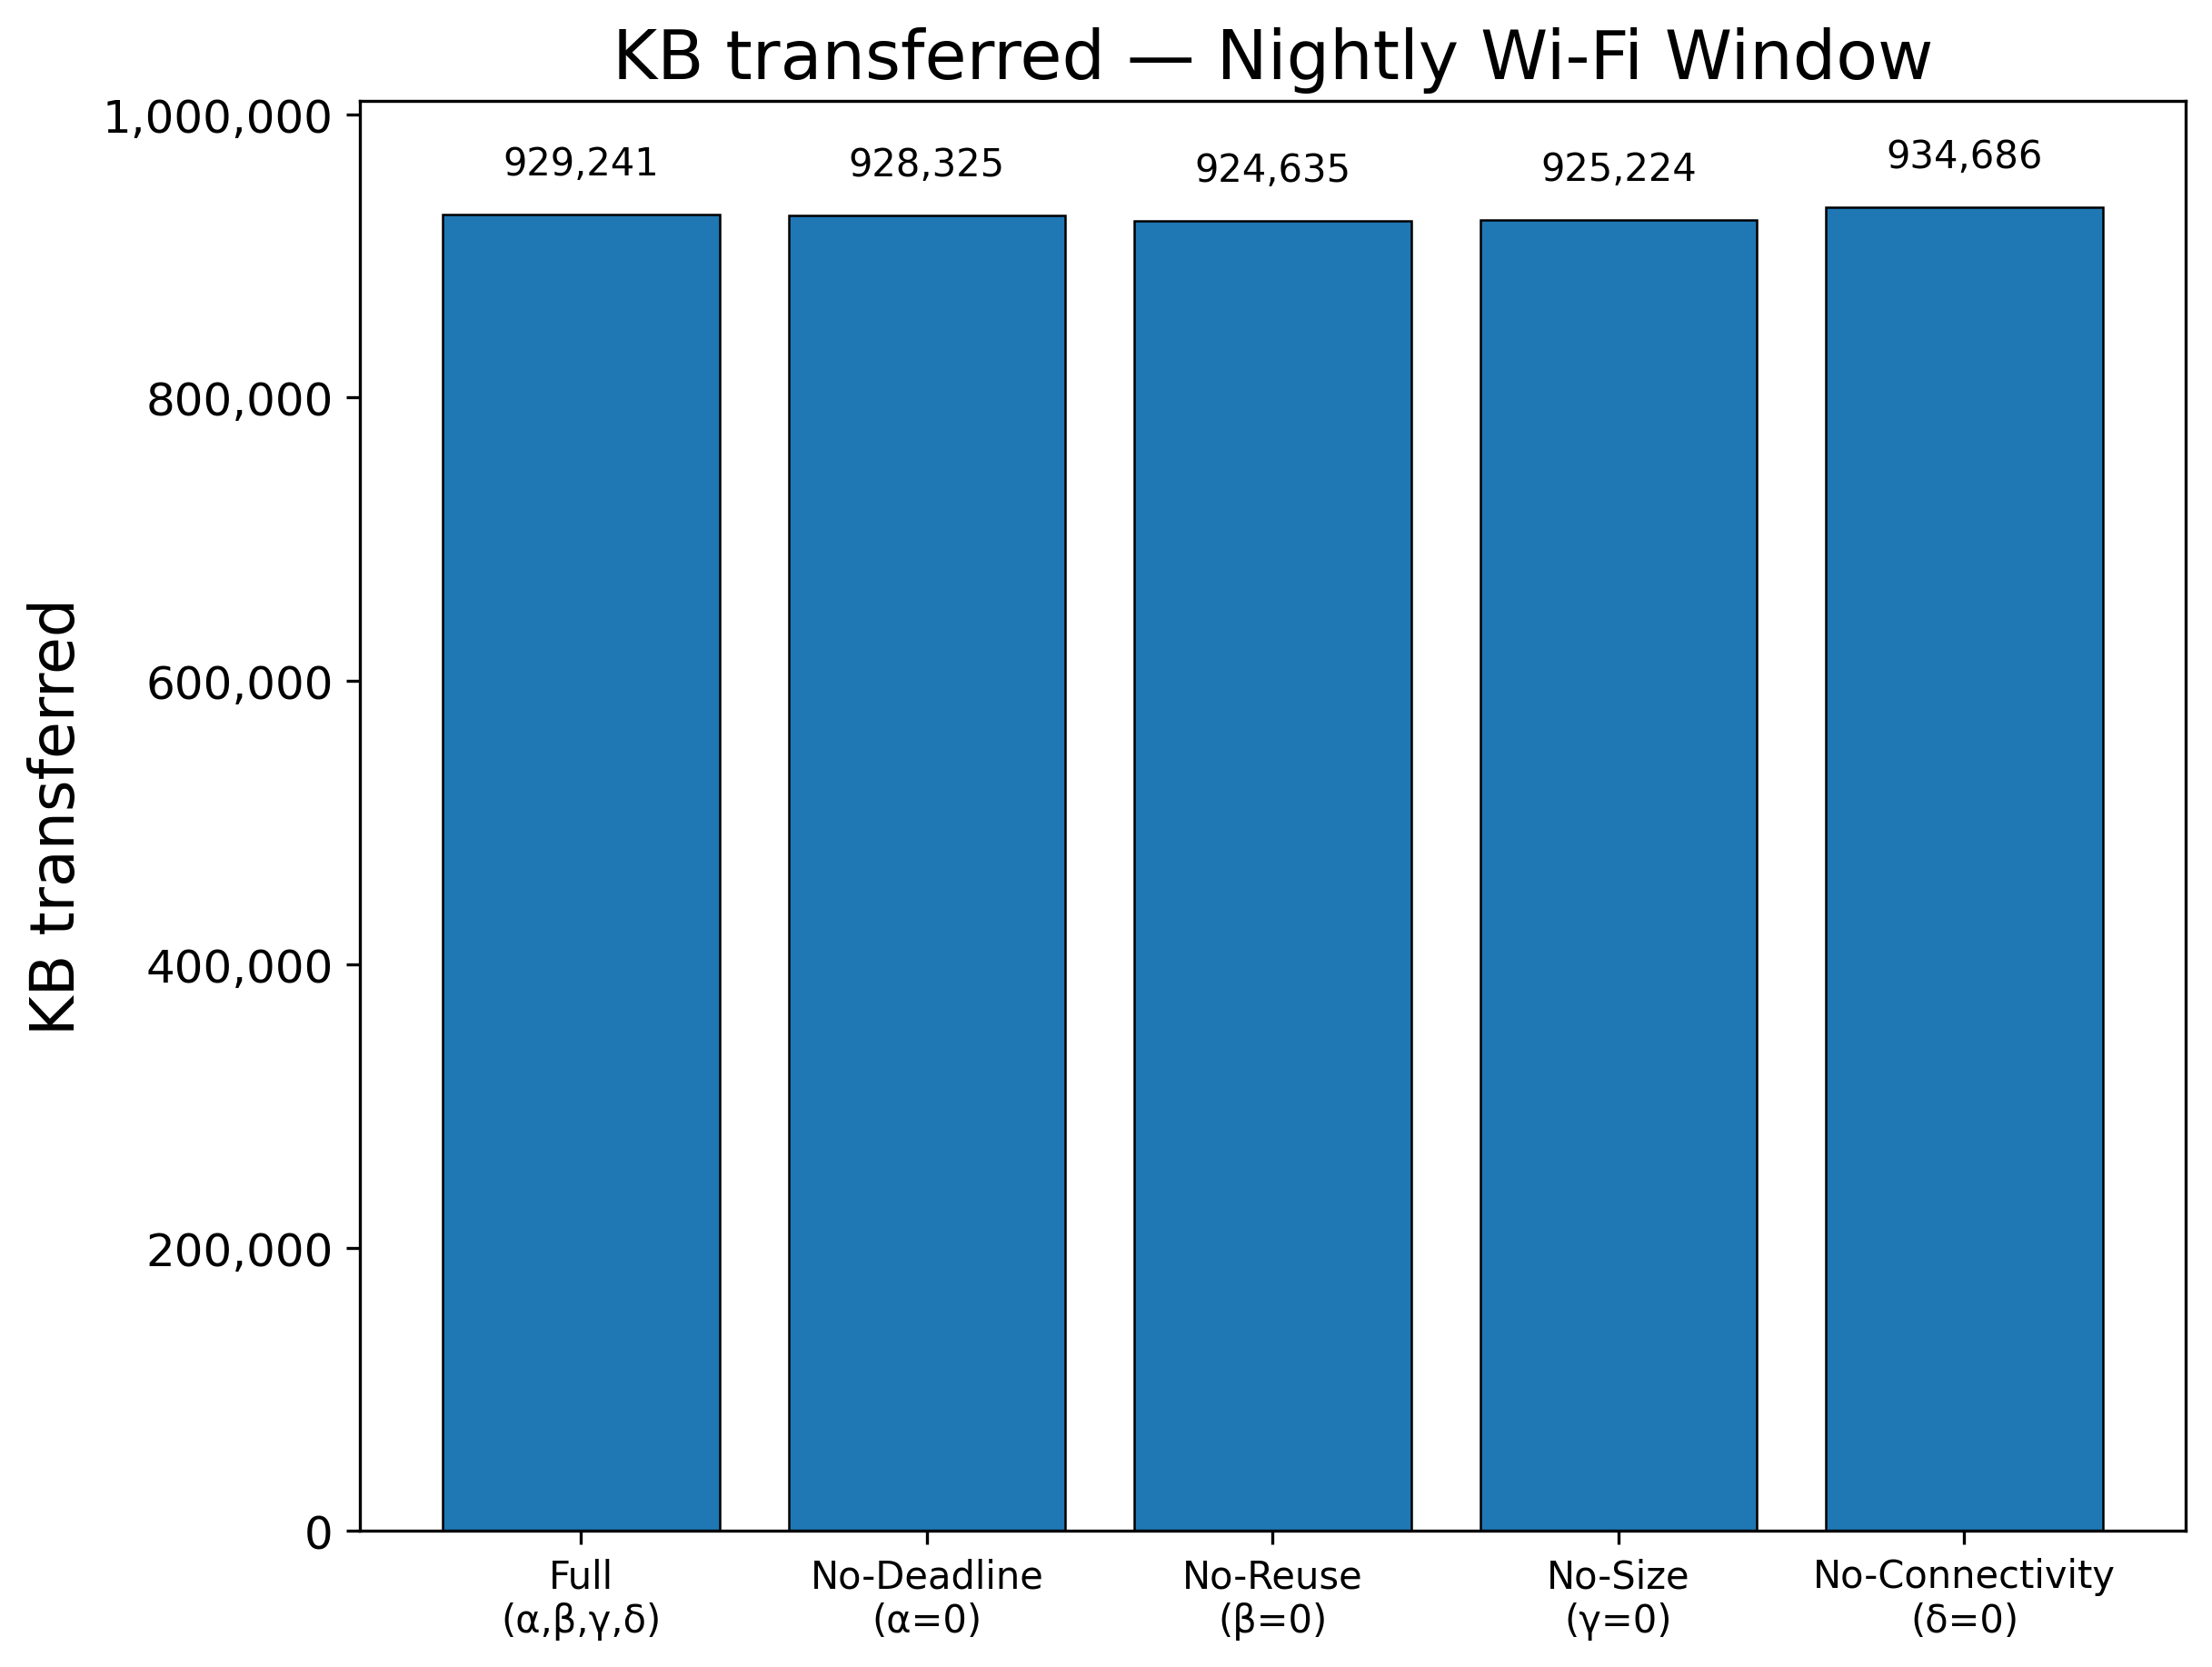 KB transferred — Nightly Wi-Fi Window
KB transferred
1,000,000
800,000
600,000
400,000
200,000
0
929,241
928,325
924,635
925,224
934,686
Full
(α,β,γ,δ)
No-Deadline
(α=0)
No-Reuse
(β=0)
No-Size
(γ=0)
No-Connectivity
(δ=0)